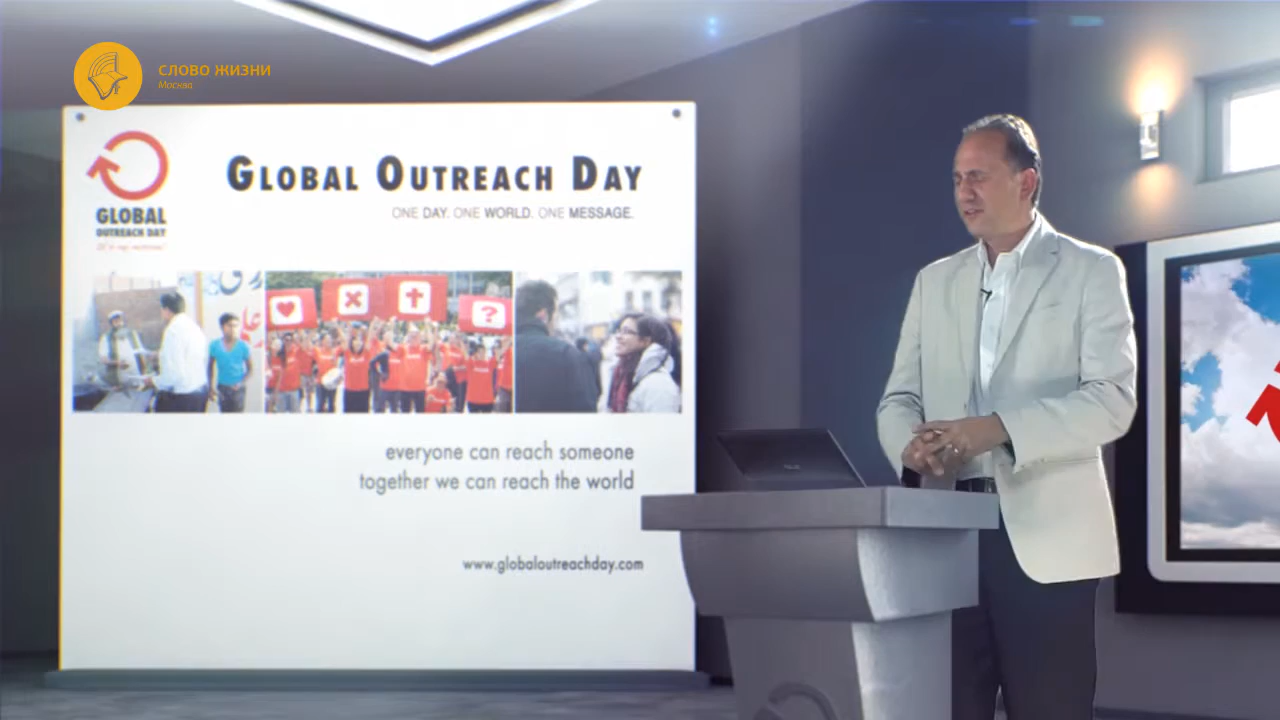 СЛОВО ЖИЗНИ
Москва
GLOBAL OUTREACH DAY
ONE DAY. ONE WORLD. ONE MESSAGE.
GLOBAL
OUTREACH DAY
everyone can reach someone
together we can reach the world
www.globaloutreachday.com